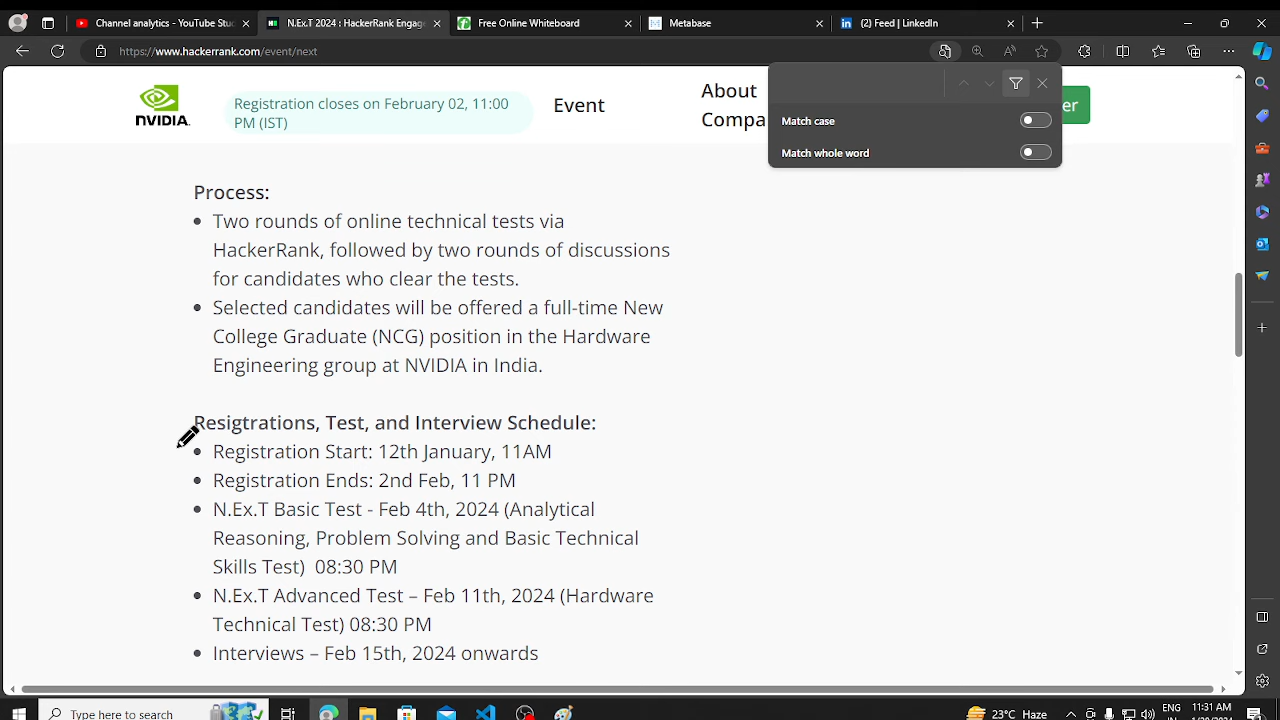 Channel analytics - YouTube Stu
N.Ex.T 2024 : HackerRank Engag
Free Online Whiteboard
Metabase
(2) Feed | LinkedIn
https://www.hackerrank.com/event/next
NVIDIA.
Registration closes on February 02, 11:00
PM (IST)
Event
About
Compa
er
Match case
Match whole word
Process:
Two rounds of online technical tests via
HackerRank, followed by two rounds of discussions
for candidates who clear the tests.
Selected candidates will be offered a full-time New
College Graduate (NCG) position in the Hardware
Engineering group at NVIDIA in India.
Resigtrations, Test, and Interview Schedule:
Registration Start: 12th January, 11AM
Registration Ends: 2nd Feb, 11 PM
N.Ex.T Basic Test - Feb 4th, 2024 (Analytical
Reasoning, Problem Solving and Basic Technical
Skills Test) 08:30 PM
N.Ex.T Advanced Test – Feb 11th, 2024 (Hardware
Technical Test) 08:30 PM
Interviews – Feb 15th, 2024 onwards
Type here to search
23°C Haze
ENG
11:31 AM